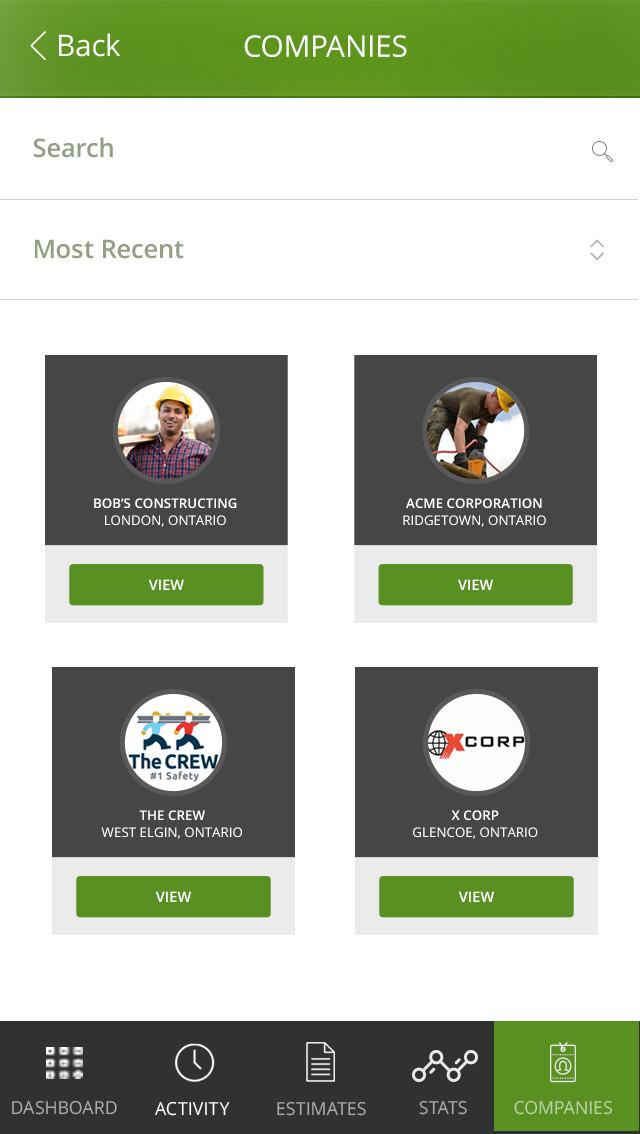 Back
COMPANIES
Search
Most Recent
BOB'S CONSTRUCTING
LONDON, ONTARIO
VIEW
ACME CORPORATION
RIDGETOWN, ONTARIO
VIEW
The CREW
#1 Safety
THE CREW
WEST ELGIN, ONTARIO
VIEW
XCORP
X CORP
GLENCOE, ONTARIO
VIEW
DASHBOARD
ACTIVITY
ESTIMATES
STATS
COMPANIES